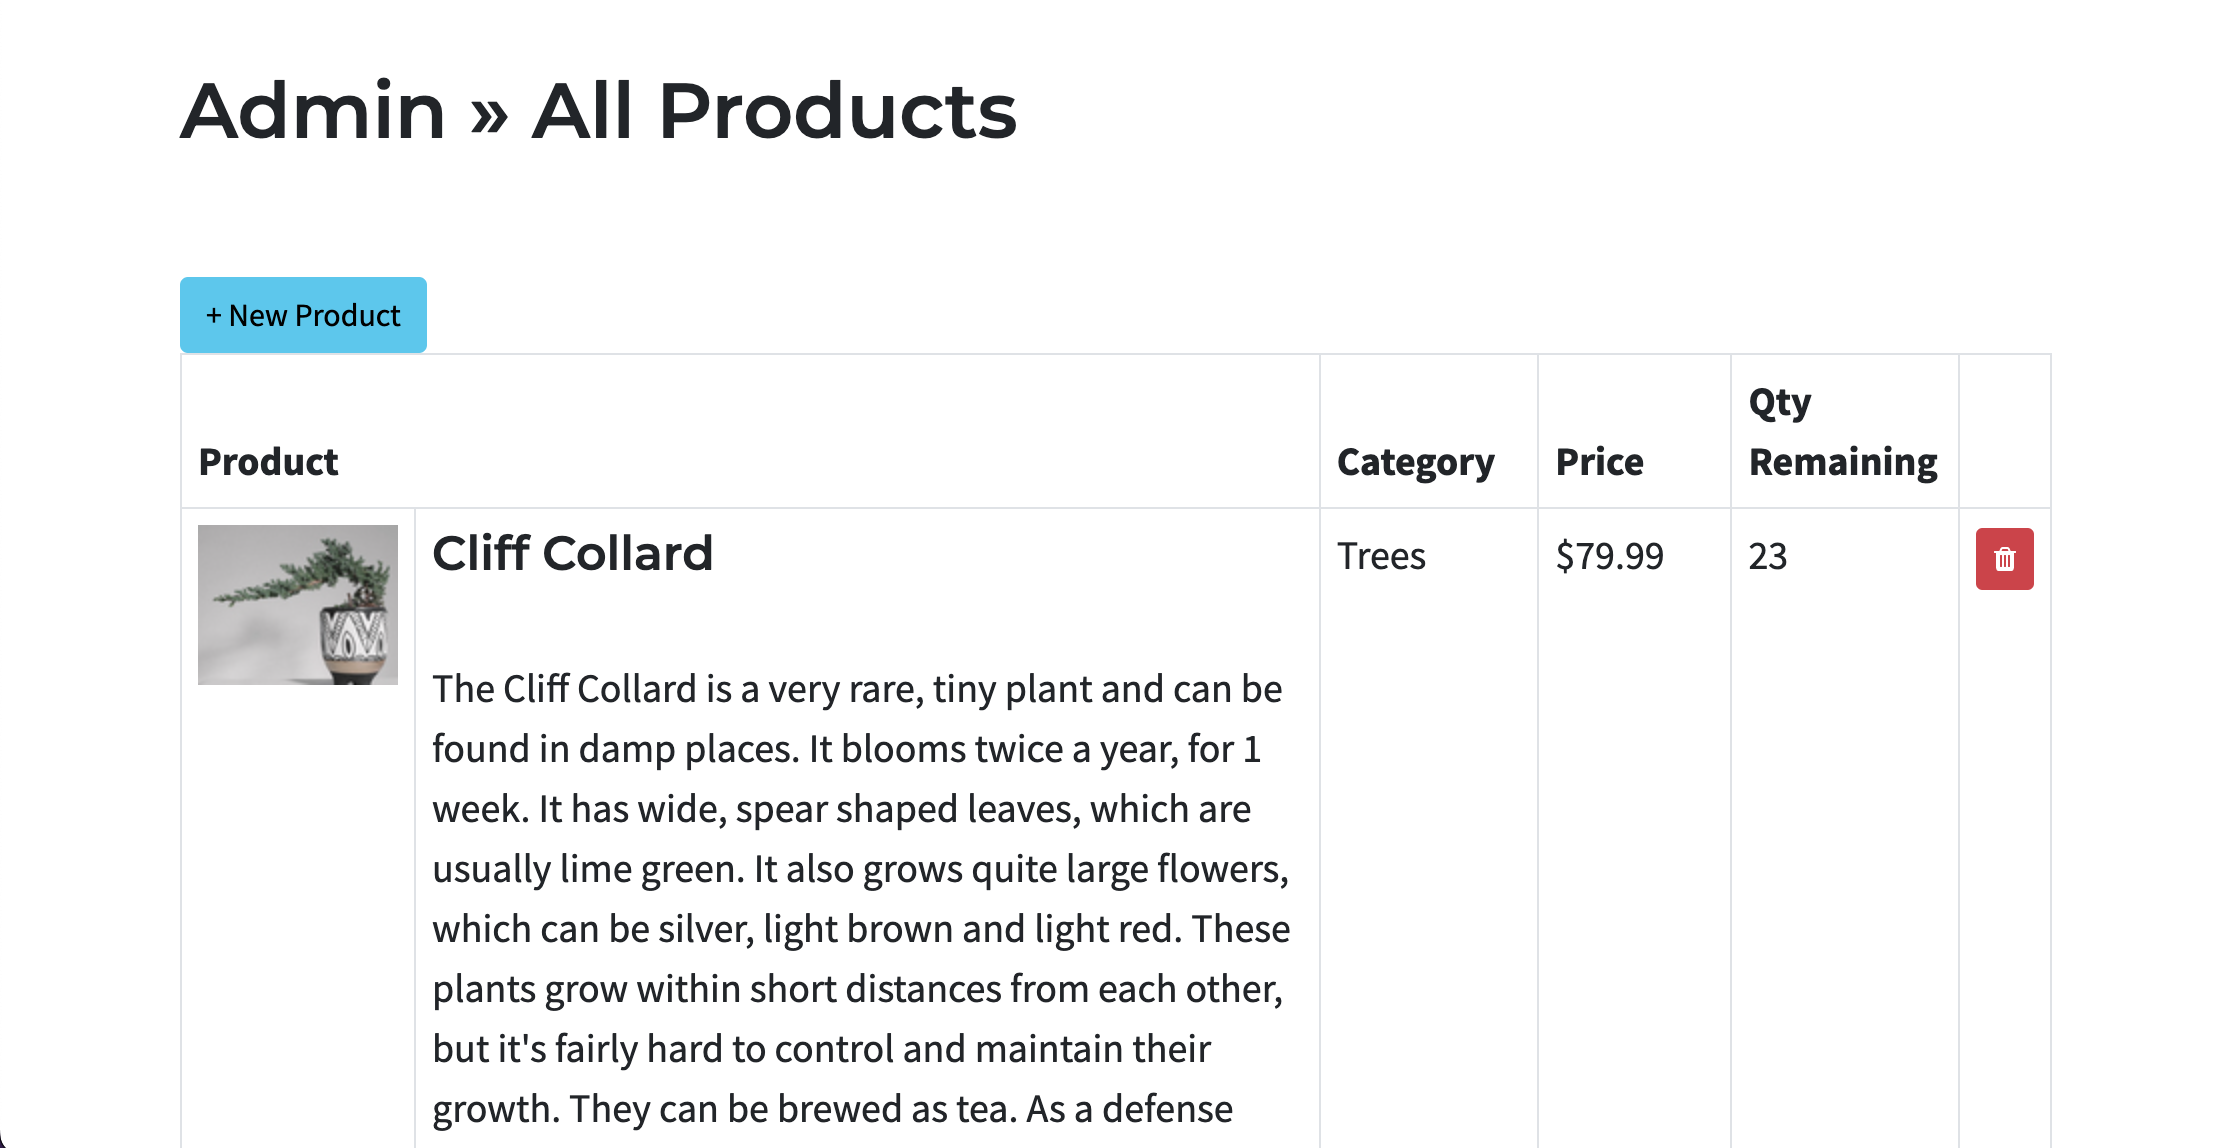 Admin » All Products
+ New Product
Product
Category
Price
Qty
Remaining
Cliff Collard
Trees
$79.99
23
The Cliff Collard is a very rare, tiny plant and can be
found in damp places. It blooms twice a year, for 1
week. It has wide, spear shaped leaves, which are
usually lime green. It also grows quite large flowers,
which can be silver, light brown and light red. These
plants grow within short distances from each other,
but it's fairly hard to control and maintain their
growth. They can be brewed as tea. As a defense